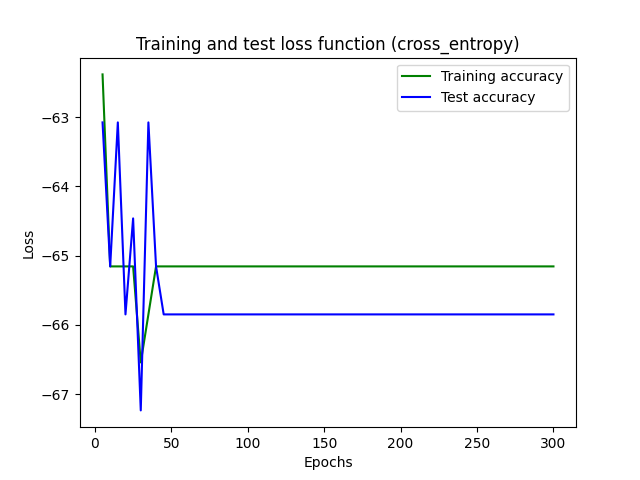 Training and test loss function (cross_entropy)
Training accuracy
Test accuracy
−63
−64
−65
−66
−67
Loss
0
50
100
150
200
250
300
Epochs